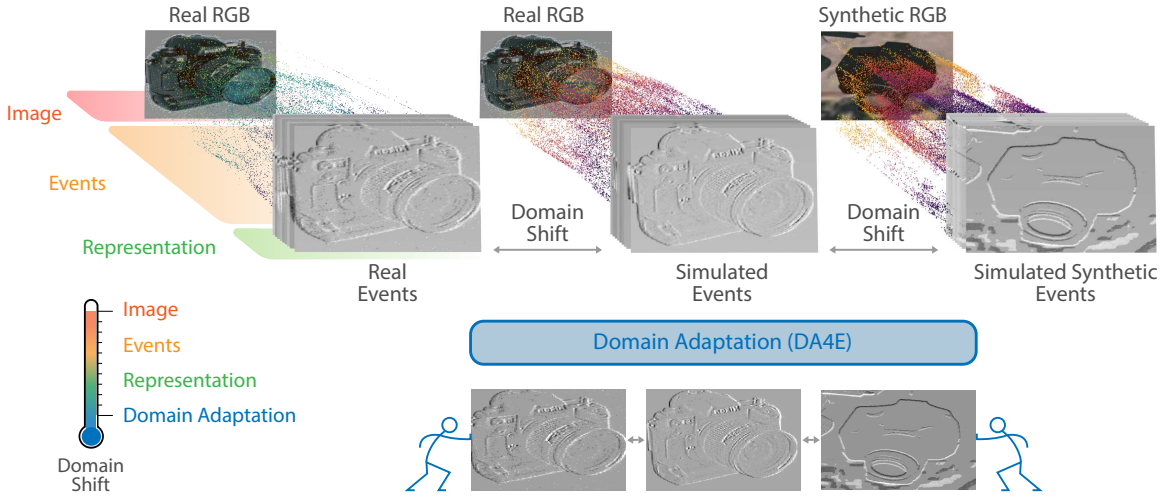 Real RGB
Real RGB
Synthetic RGB
Image
Events
Representation
Domain
Shift
Domain
Shift
Real
Events
Simulated
Events
Simulated Synthetic
Events
Image
Events
Representation
Domain Adaptation
Domain
Shift
Domain Adaptation (DA4E)